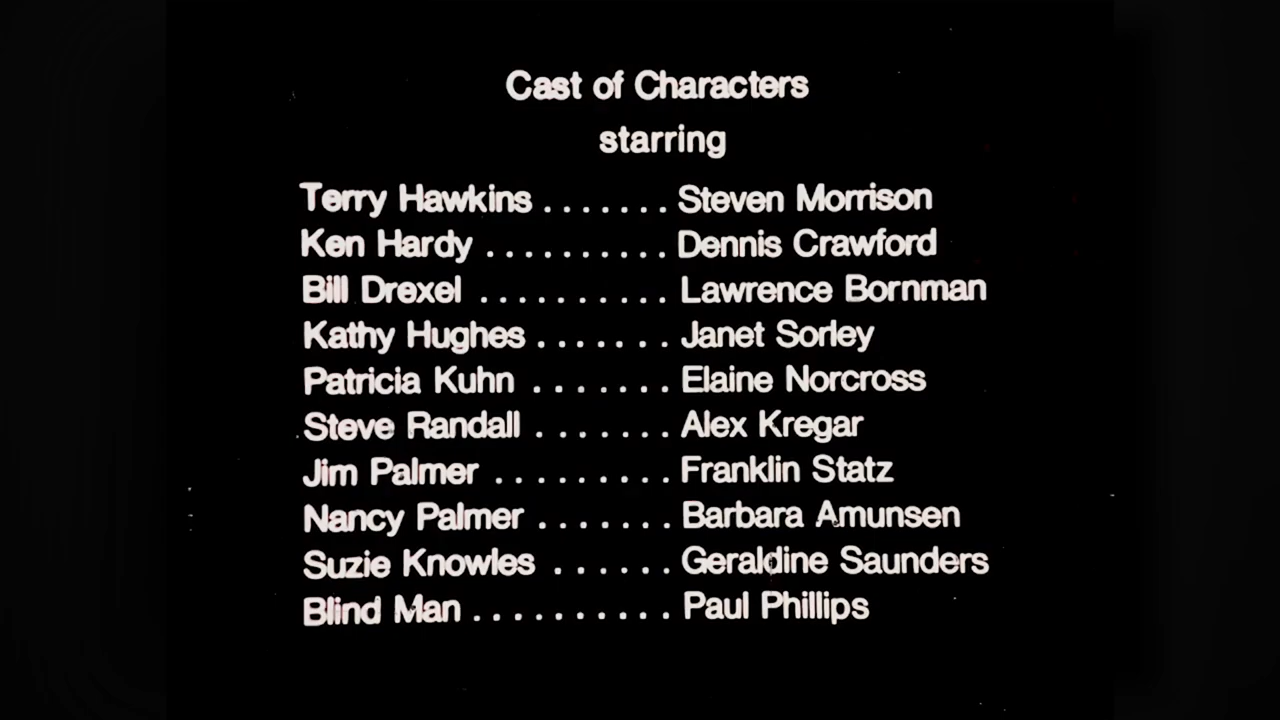 Cast of Characters
starring
Terry Hawkins ....... Steven Morrison
Ken Hardy .......... Dennis Crawford
Bill Drexel .......... Lawrence Bornman
Kathy Hughes ....... Janet Sorley
Patricia Kuhn ....... Elaine Norcross
Steve Randall ....... Alex Kregar
Jim Palmer ......... Franklin Statz
Nancy Palmer ....... Barbara Amunsen
Suzie Knowles ...... Geraldine Saunders
Blind Man .......... Paul Phillips